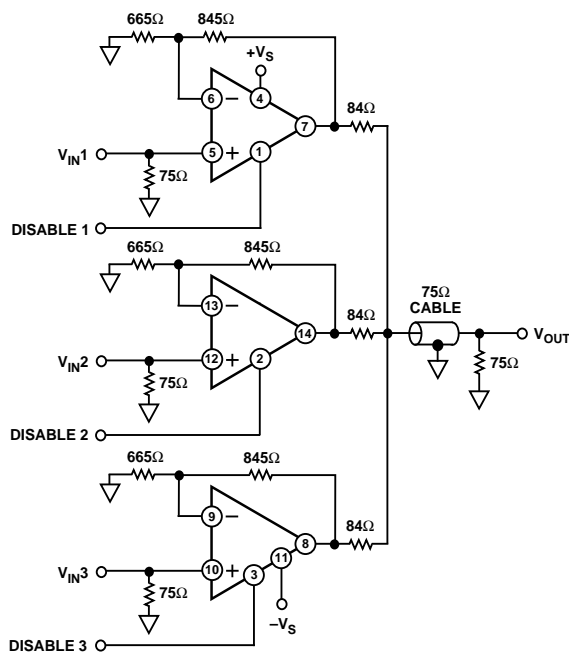 665Ω 845Ω
+VS
6 − 4
84Ω
7
VIN1 5 + 1
75Ω
DISABLE 1
665Ω 845Ω
75Ω
CABLE
13 −
84Ω
14
VOUT
VIN2 12 + 2
75Ω
75Ω
DISABLE 2
665Ω 845Ω
9 −
84Ω
8
11
VIN3 10 + 3
75Ω
−VS
DISABLE 3